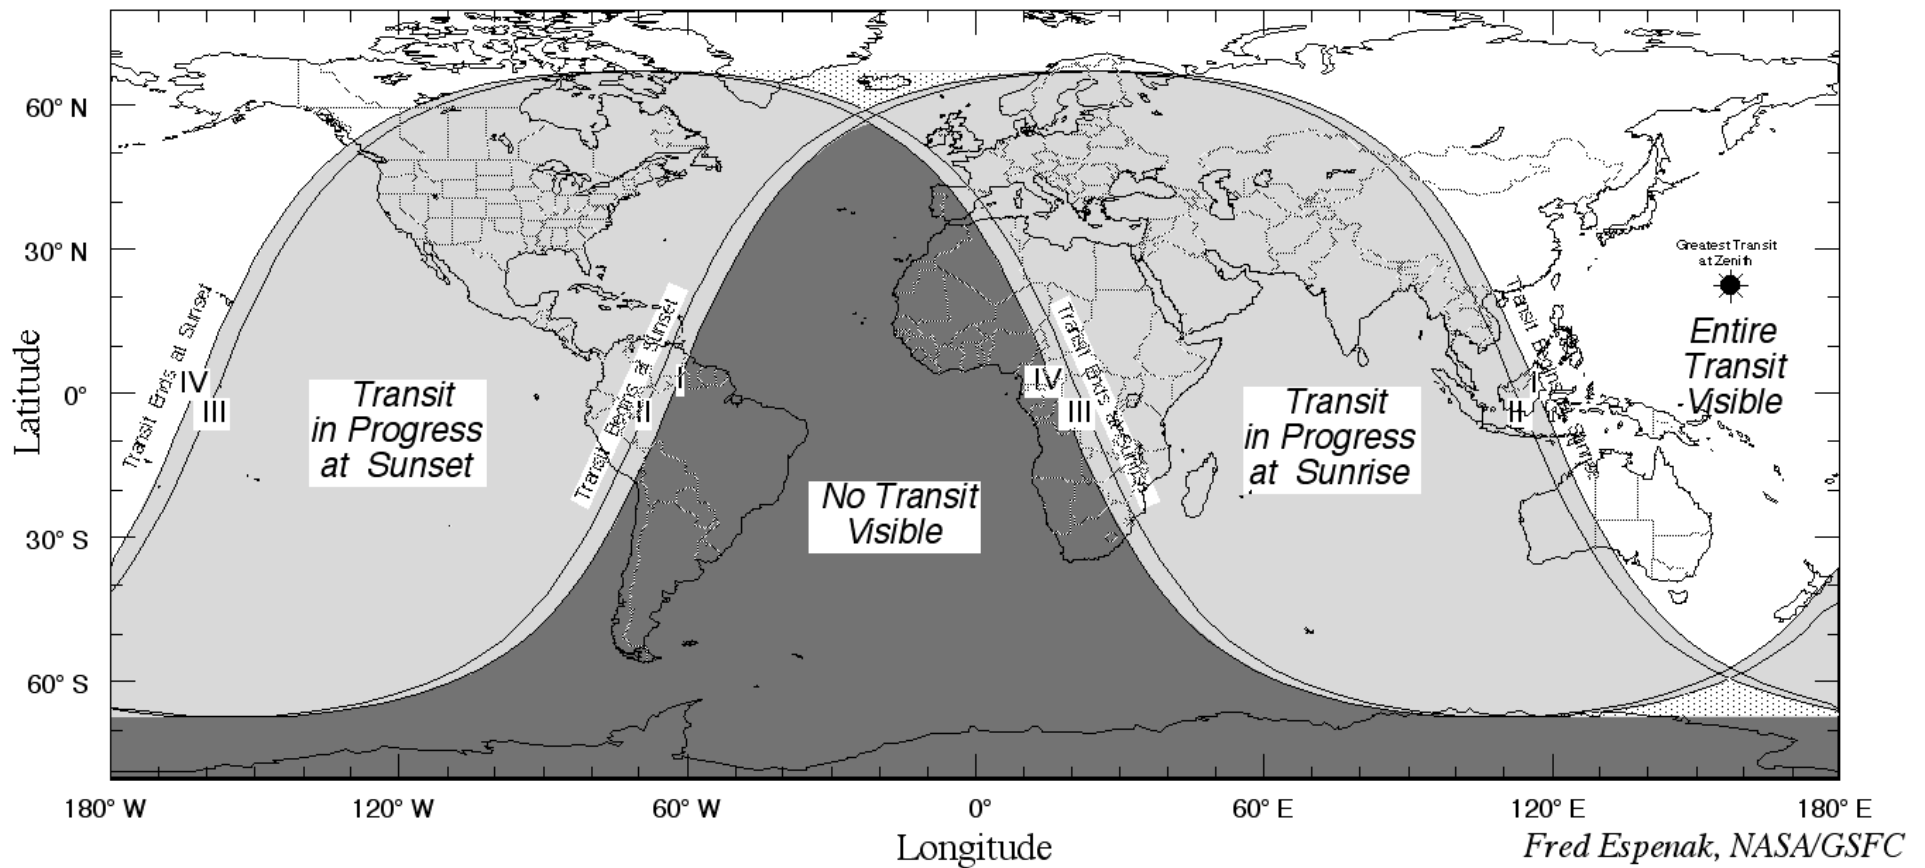 60° N
30° N
0°
30° S
60° S
Latitude
180° W
120° W
60° W
0°
60° E
120° E
180° E
Longitude
Transit Ends at Sunset
IV
III
Transit
in Progress
at Sunset
Transit Begins at Sunset
I
II
No Transit
Visible
IV
III
Transit Ends at Sunrise
Transit
in Progress
at Sunrise
Transit Begins at Sunrise
I
II
Greatest Transit
at Zenith
Entire
Transit
Visible
Fred Espenak, NASA/GSFC